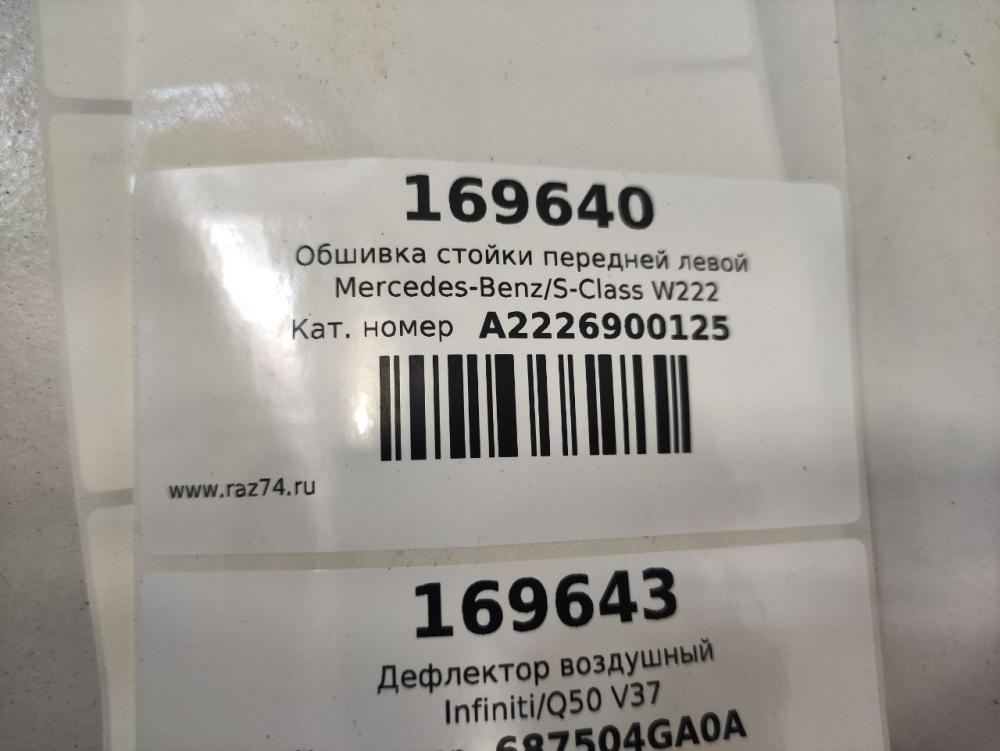 169640
Обшивка стойки передней левой
Mercedes-Benz/S-Class W222
Кат. номер A2226900125
www.raz74.ru
169643
Дефлектор воздушный
Infiniti/Q50 V37
687504GA0A